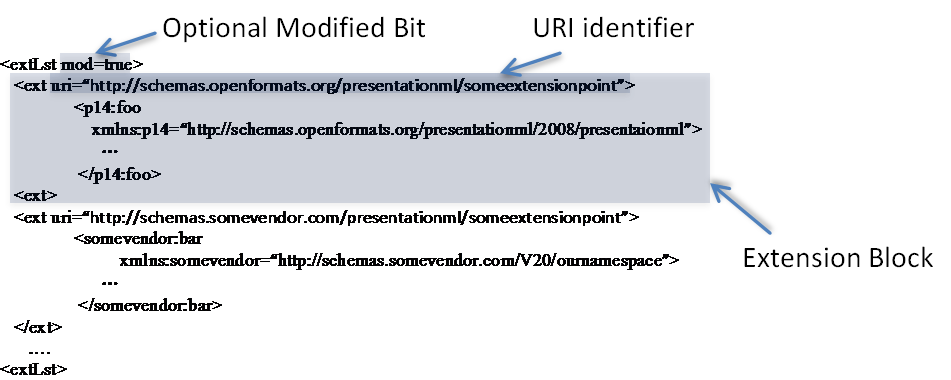 Optional Modified Bit
URI identifier
<extLst mod=true>
<ext uri=“http://schemas.openformats.org/presentationml/someextensionpoint”>
<p14:foo
xmlns:p14=“http://schemas.openformats.org/presentationml/2008/presentaionml”>
...
</p14:foo>
<ext>
<ext uri=“http://schemas.somevendor.com/presentationml/someextensionpoint”>
<somevendor:bar
xmlns:somevendor=“http://schemas.somevendor.com/V20/ournamespace”>
Extension Block
...
</somevendor:bar>
</ext>
....
<extLst>